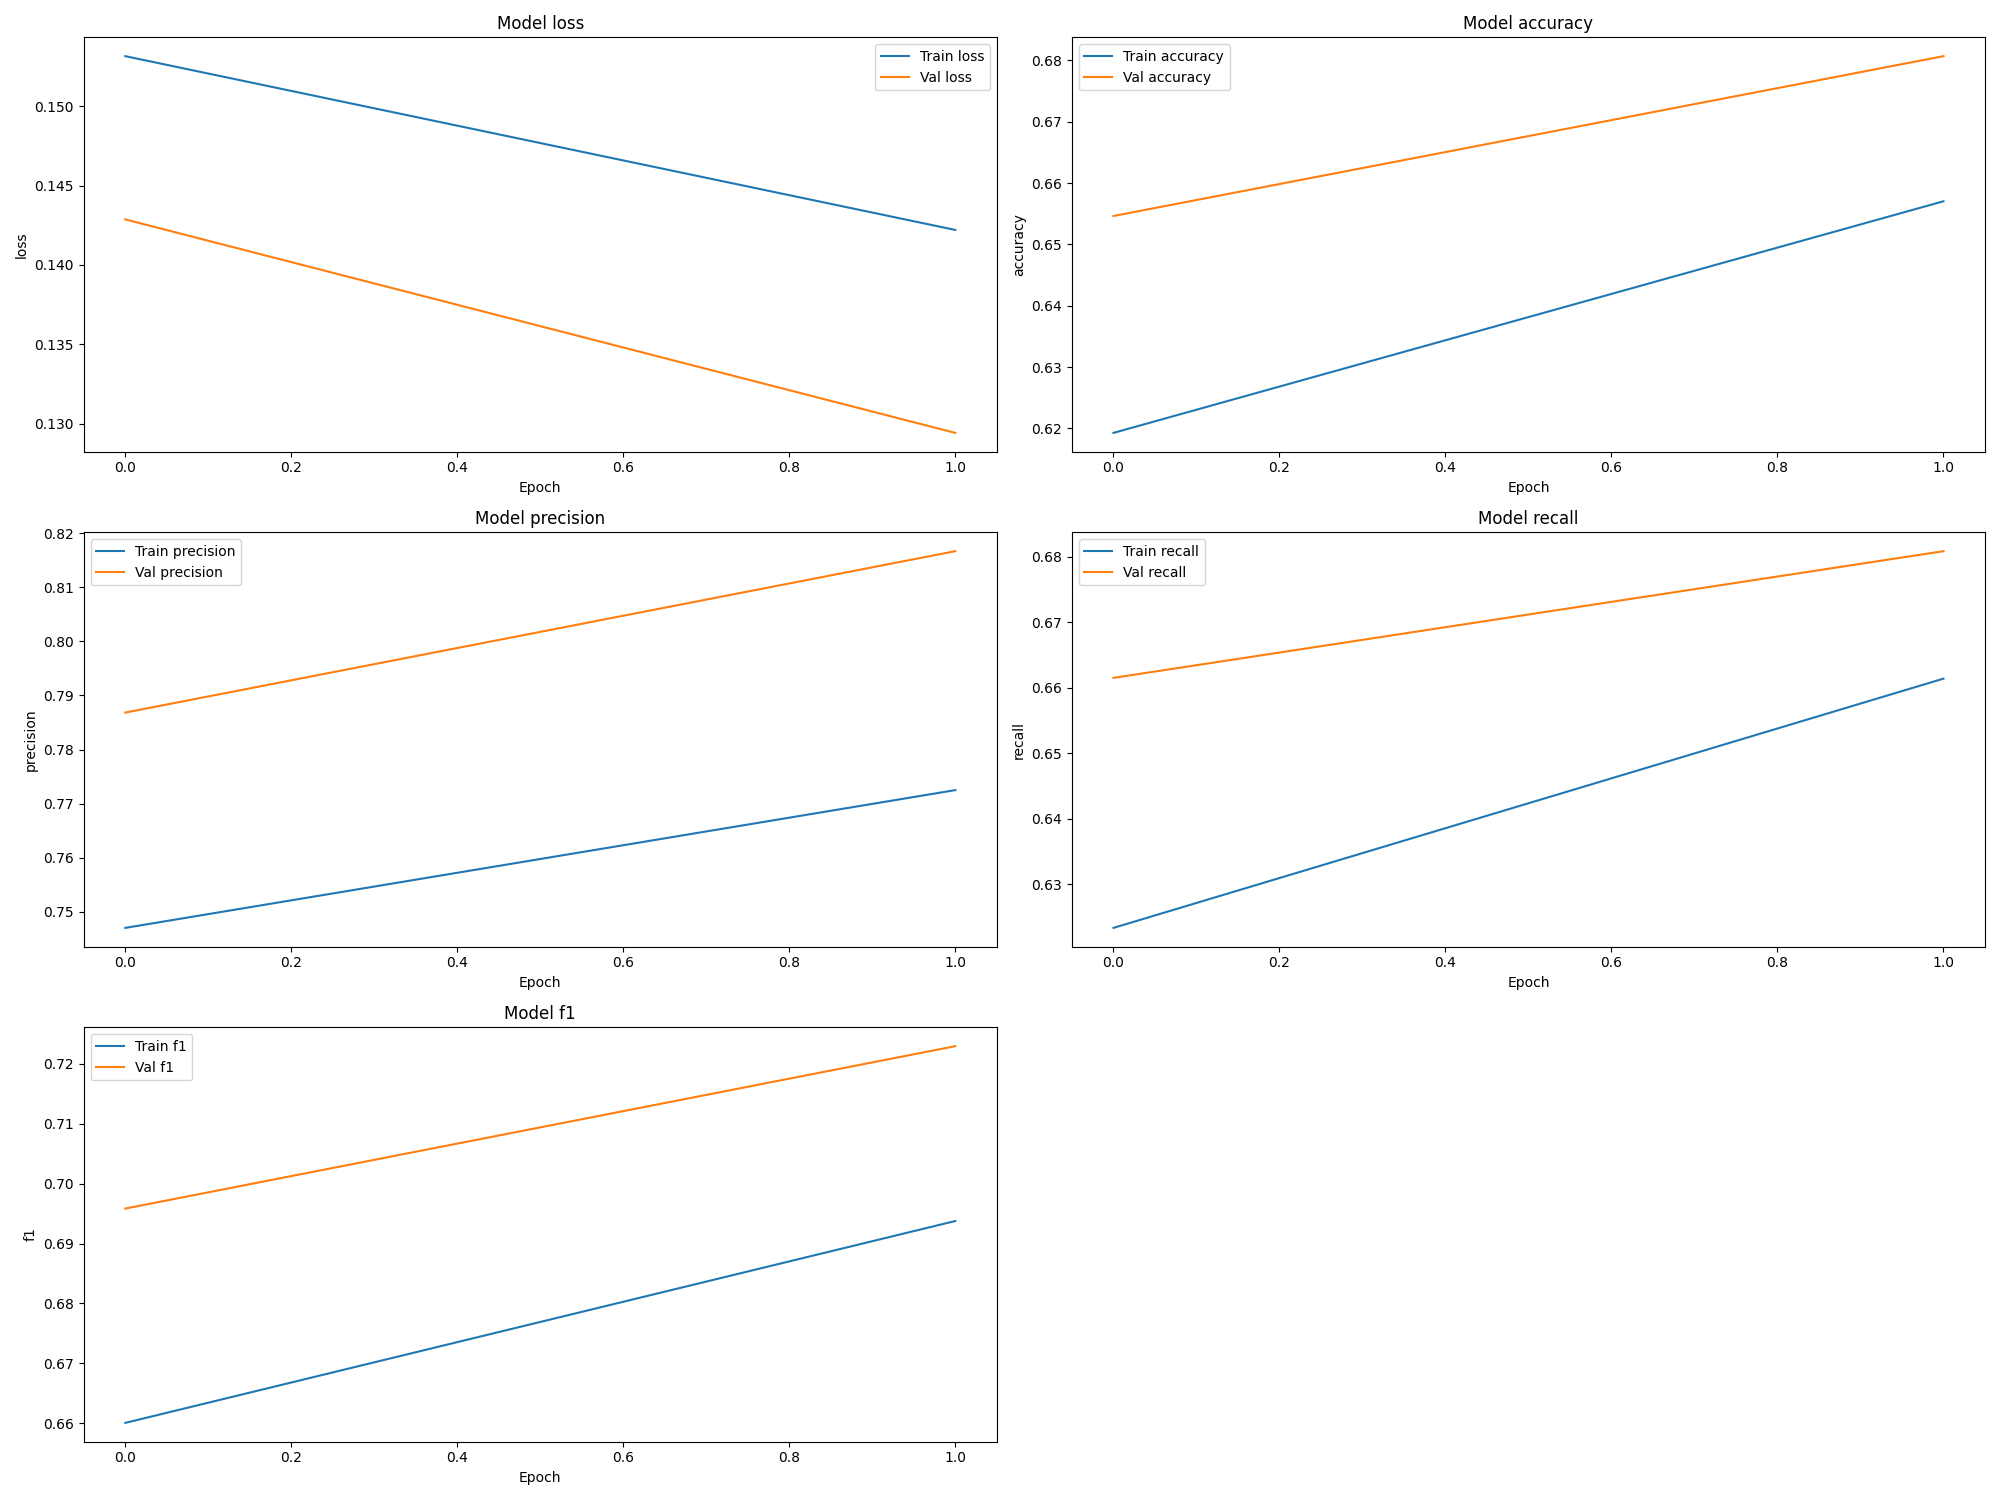 Model loss
Train loss
Val loss
0.150
0.145
0.140
0.135
0.130
loss
0.0 0.2 0.4 0.6 0.8 1.0
Epoch
Model accuracy
Train accuracy
Val accuracy
0.68
0.67
0.66
0.65
0.64
0.63
0.62
accuracy
0.0 0.2 0.4 0.6 0.8 1.0
Epoch
Model precision
Train precision
Val precision
0.82
0.81
0.80
0.79
0.78
0.77
0.76
0.75
precision
0.0 0.2 0.4 0.6 0.8 1.0
Epoch
Model recall
Train recall
Val recall
0.68
0.67
0.66
0.65
0.64
0.63
recall
0.0 0.2 0.4 0.6 0.8 1.0
Epoch
Model f1
Train f1
Val f1
0.72
0.71
0.70
0.69
0.68
0.67
0.66
f1
0.0 0.2 0.4 0.6 0.8 1.0
Epoch